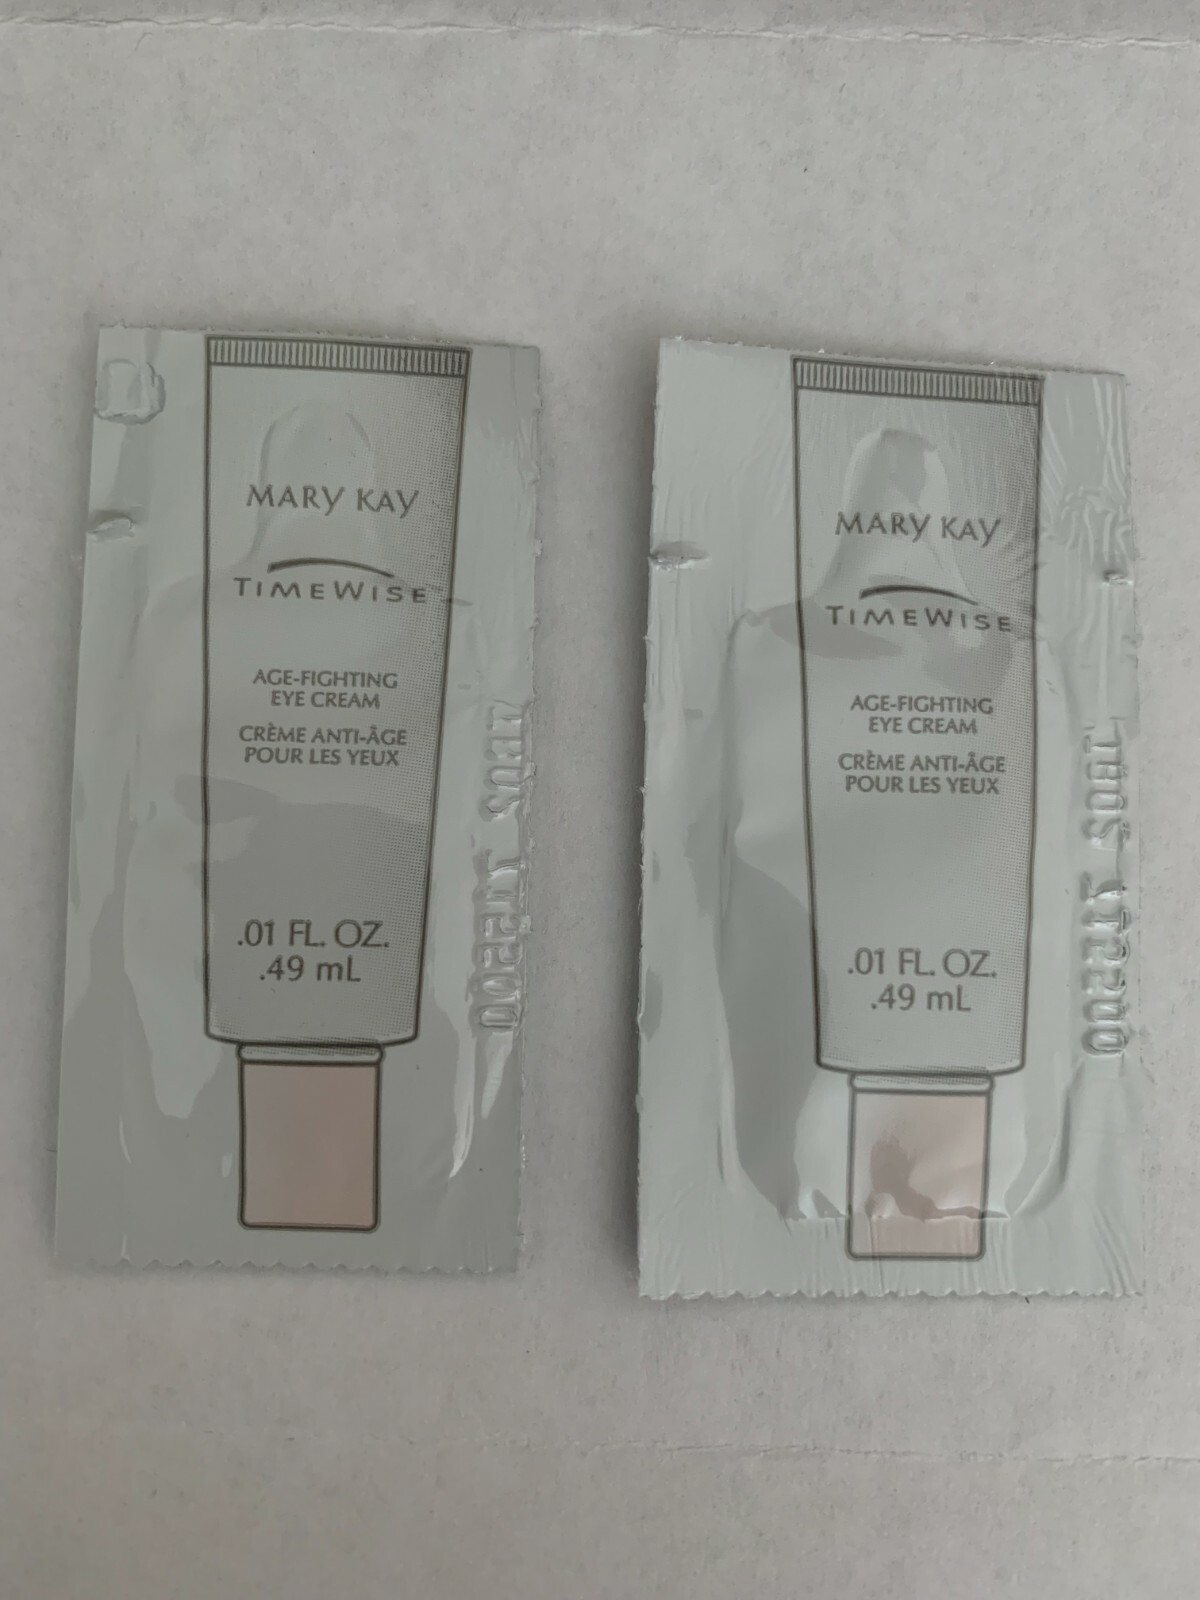 MARY KAY
TIMEWISE
AGE-FIGHTING
EYE CREAM
CRÈME ANTI-ÂGE
POUR LES YEUX
.01 FL. OZ.
.49 mL
MARY KAY
TIMEWISE
AGE-FIGHTING
EYE CREAM
CRÈME ANTI-ÂGE
POUR LES YEUX
.01 FL. OZ.
.49 mL